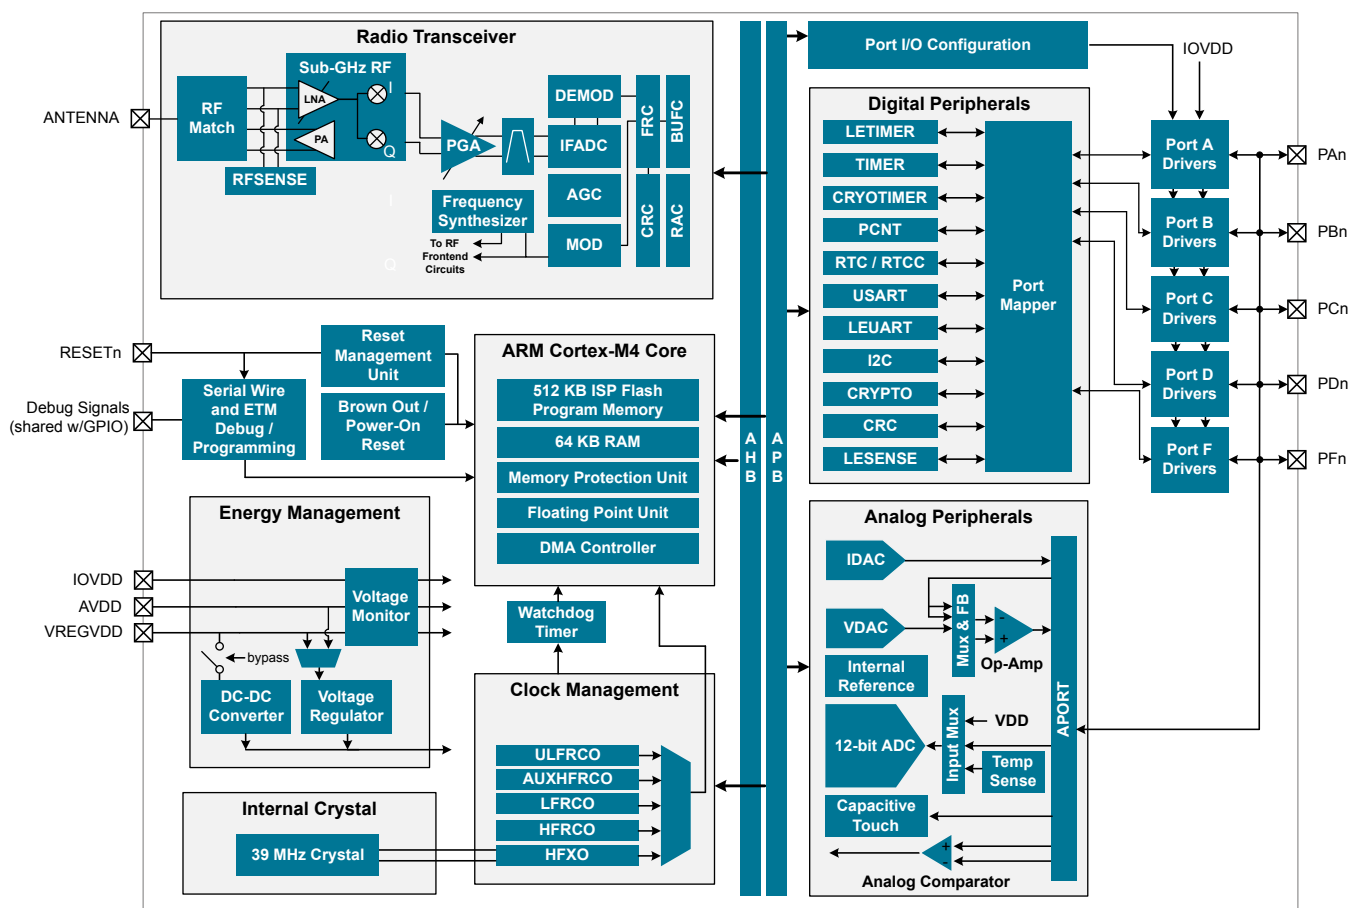 Radio Transceiver
ANTENNA
RF
Match
Sub-GHz RF
LNA
I
PA
Q
RFSENSE
PGA
DEMOD
IFADC
AGC
MOD
FRC
BUFC
CRC
RAC
Frequency
Synthesizer
To RF
Frontend
Circuits
I
Q
RESETn
Debug Signals
(shared w/GPIO)
Reset
Management
Unit
Serial Wire
and ETM
Debug /
Programming
Brown Out /
Power-On
Reset
ARM Cortex-M4 Core
512 KB ISP Flash
Program Memory
64 KB RAM
Memory Protection Unit
Floating Point Unit
DMA Controller
Energy Management
IOVDD
AVDD
VREGVDD
Voltage
Monitor
bypass
DC-DC
Converter
Voltage
Regulator
Watchdog
Timer
Clock Management
ULFRCO
AUXHFRCO
LFRCO
HFRCO
HFXO
Internal Crystal
39 MHz Crystal
A
H
B
A
P
B
Port I/O Configuration
IOVDD
Digital Peripherals
LETIMER
TIMER
CRYOTIMER
PCNT
RTC / RTCC
USART
LEUART
I2C
CRYPTO
CRC
LESENSE
Port
Mapper
Port A
Drivers
Port B
Drivers
Port C
Drivers
Port D
Drivers
Port F
Drivers
PAn
PBn
PCn
PDn
PFn
Analog Peripherals
IDAC
VDAC
Mux & FB
-
+
Op-Amp
Internal
Reference
12-bit ADC
Input Mux
VDD
Temp
Sense
APORT
Capacitive
Touch
+
-
Analog Comparator